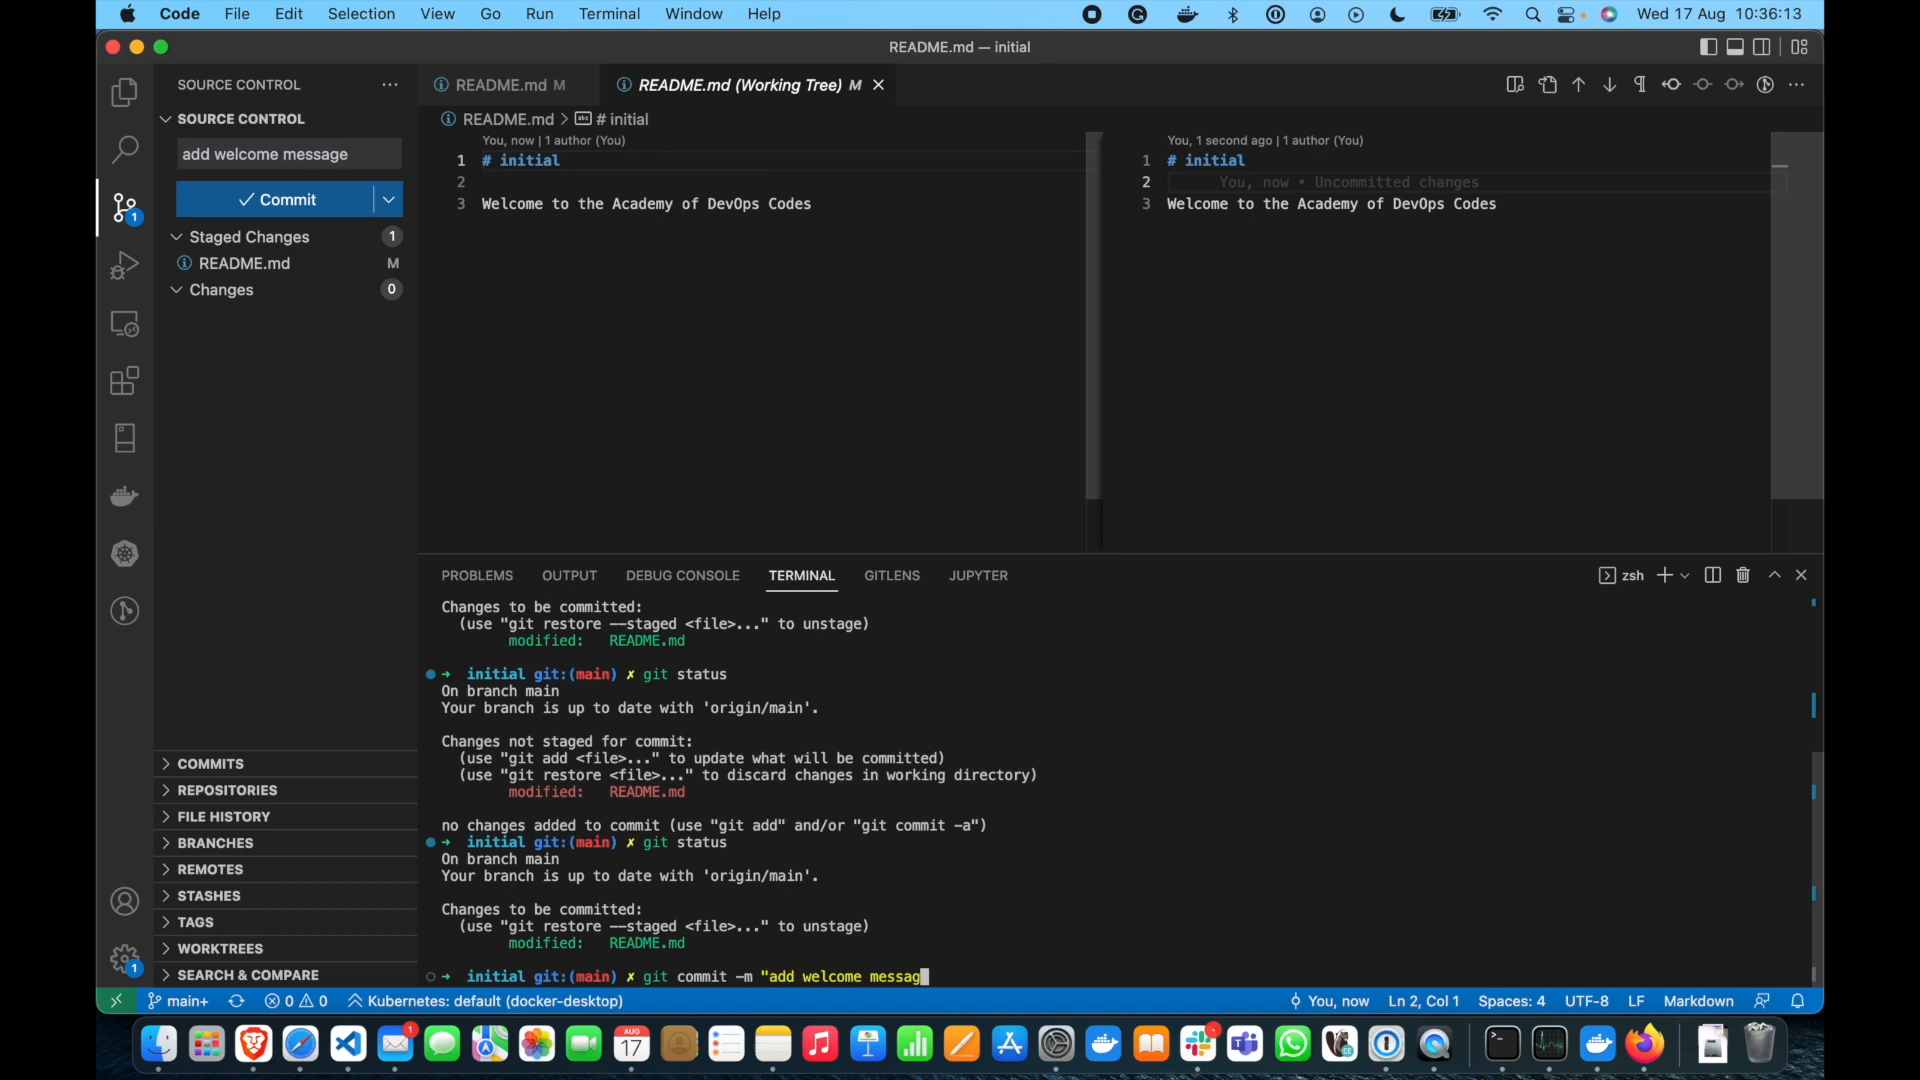 Code File Edit Selection View Go Run Terminal Window Help
Wed 17 Aug 10:36:13
README.md — initial
SOURCE CONTROL
README.md M
README.md (Working Tree) M
SOURCE CONTROL
README.md > # initial
add welcome message
You, now | 1 author (You)
You, 1 second ago | 1 author (You)
1 # initial
1 # initial
2
2 You, now • Uncommitted changes
Commit
3 Welcome to the Academy of DevOps Codes
3 Welcome to the Academy of DevOps Codes
1
Staged Changes 1
README.md M
Changes 0
PROBLEMS OUTPUT DEBUG CONSOLE TERMINAL GITLENS JUPYTER
zsh
Changes to be committed:
(use "git restore --staged <file>..." to unstage)
modified: README.md
➜ initial git:(main) ✗ git status
On branch main
Your branch is up to date with 'origin/main'.
Changes not staged for commit:
(use "git add <file>..." to update what will be committed)
(use "git restore <file>..." to discard changes in working directory)
modified: README.md
no changes added to commit (use "git add" and/or "git commit -a")
➜ initial git:(main) ✗ git status
On branch main
Your branch is up to date with 'origin/main'.
Changes to be committed:
(use "git restore --staged <file>..." to unstage)
modified: README.md
➜ initial git:(main) ✗ git commit -m "add welcome messag
COMMITS
REPOSITORIES
FILE HISTORY
BRANCHES
REMOTES
STASHES
TAGS
WORKTREES
SEARCH & COMPARE
1
main+ 0 0 Kubernetes: default (docker-desktop)
You, now Ln 2, Col 1 Spaces: 4 UTF-8 LF Markdown
1
AUG
17